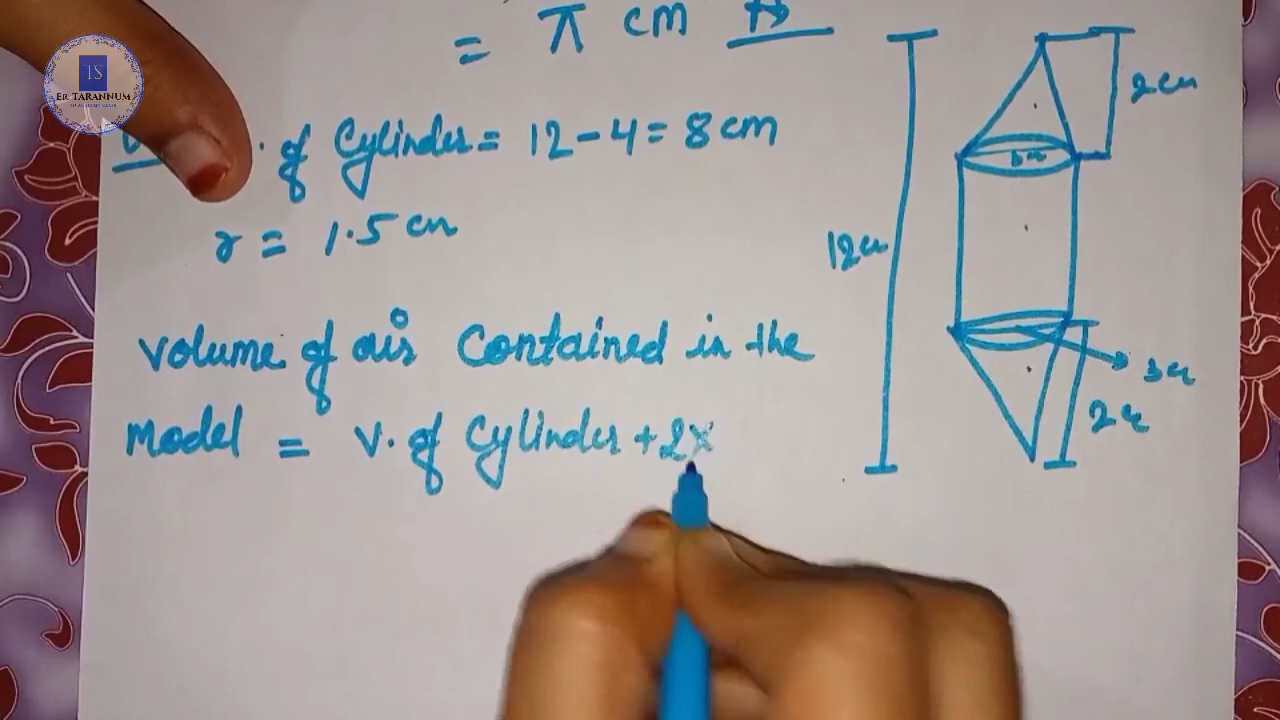 = π cm
TS
ER TARANNUM
. of Cylinder = 12 - 4 = 8 cm
r = 1.5 cm
Volume of air Contained in the
Model = V. of Cylinder + 2 x
2cm
12cm
3cm
2cm